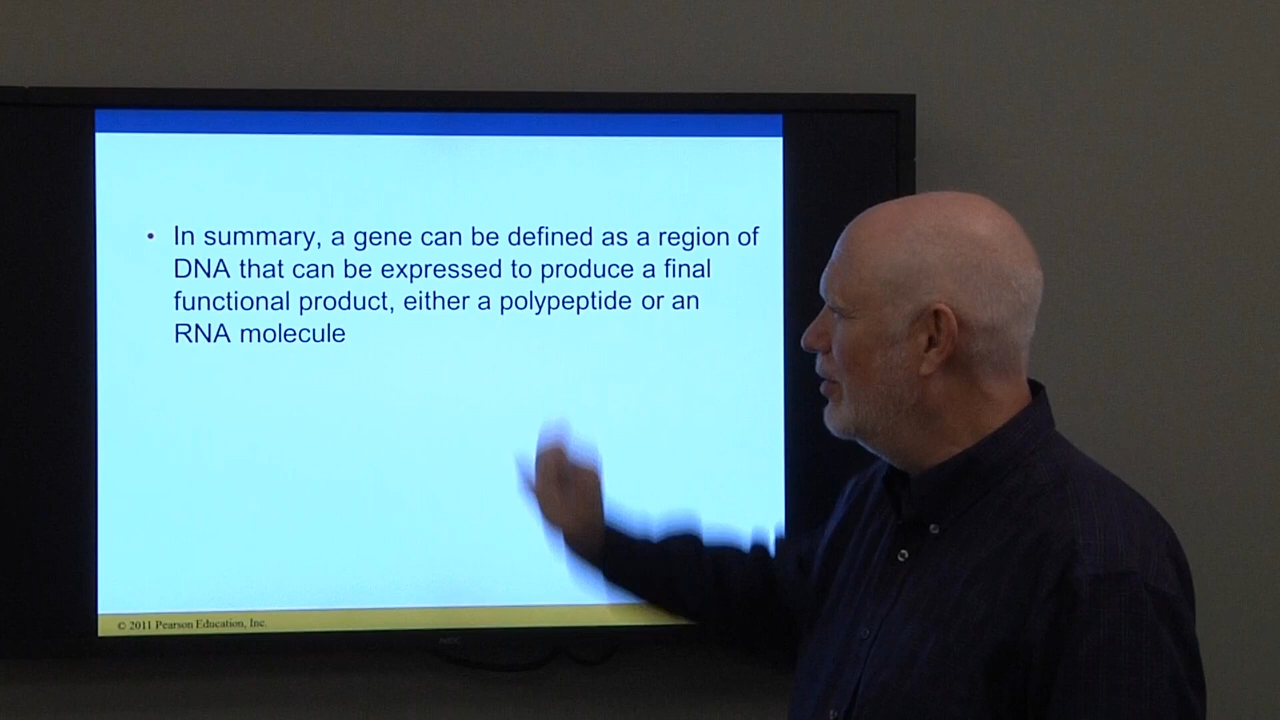 • In summary, a gene can be defined as a region of
DNA that can be expressed to produce a final
functional product, either a polypeptide or an
RNA molecule
© 2011 Pearson Education, Inc.
NEC